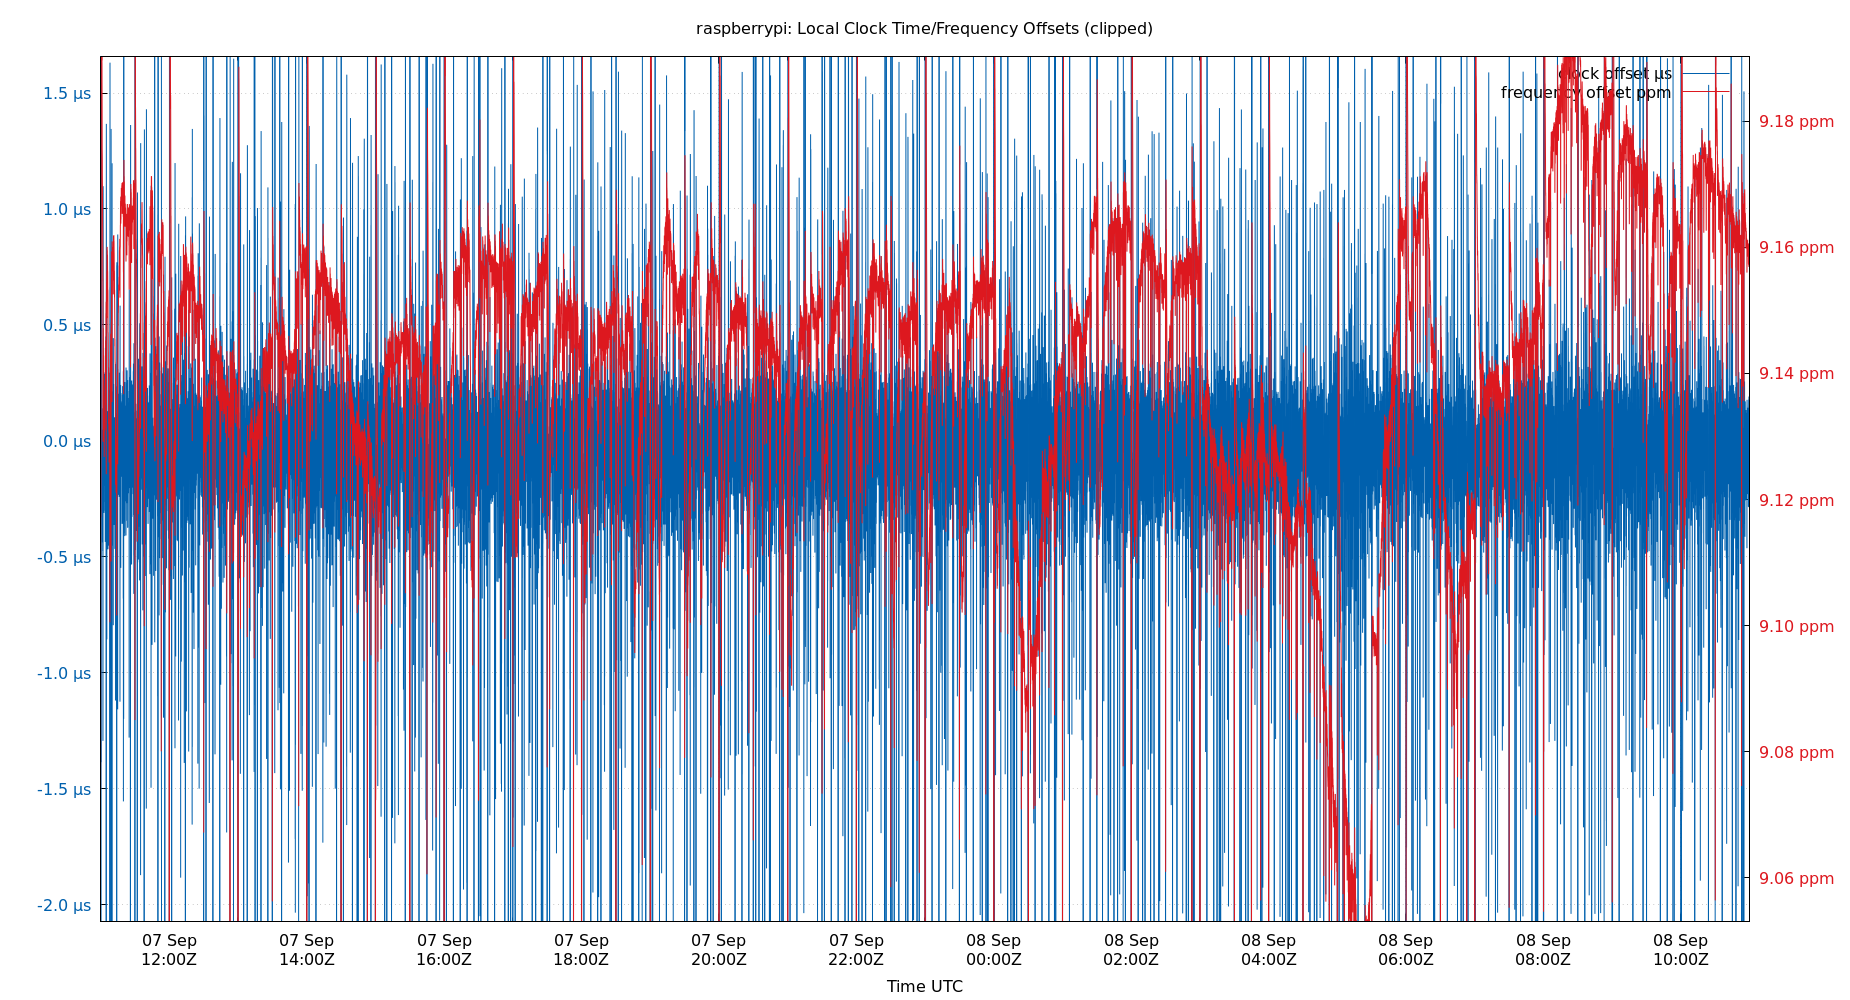 raspberrypi: Local Clock Time/Frequency Offsets (clipped)
clock offset µs
frequency offset ppm
1.5 µs
1.0 µs
0.5 µs
0.0 µs
-0.5 µs
-1.0 µs
-1.5 µs
-2.0 µs
9.18 ppm
9.16 ppm
9.14 ppm
9.12 ppm
9.10 ppm
9.08 ppm
9.06 ppm
07 Sep 07 Sep 07 Sep 07 Sep 07 Sep 07 Sep 08 Sep 08 Sep 08 Sep 08 Sep 08 Sep 08 Sep
12:00Z 14:00Z 16:00Z 18:00Z 20:00Z 22:00Z 00:00Z 02:00Z 04:00Z 06:00Z 08:00Z 10:00Z
Time UTC